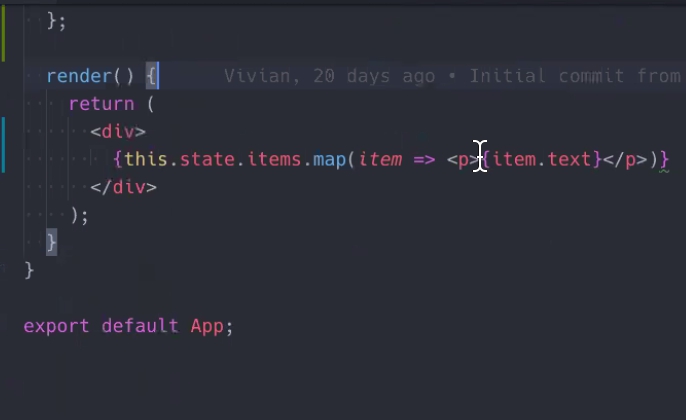 };
render() { Vivian, 20 days ago • Initial commit from
return (
<div>
{this.state.items.map(item => <p>{item.text}</p>)}
</div>
);
}
}
export default App;